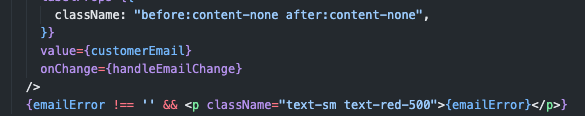 className: "before:content-none after:content-none",
}}
value={customerEmail}
onChange={handleEmailChange}
/>
{emailError !== '' && <p className="text-sm text-red-500">{emailError}</p>}